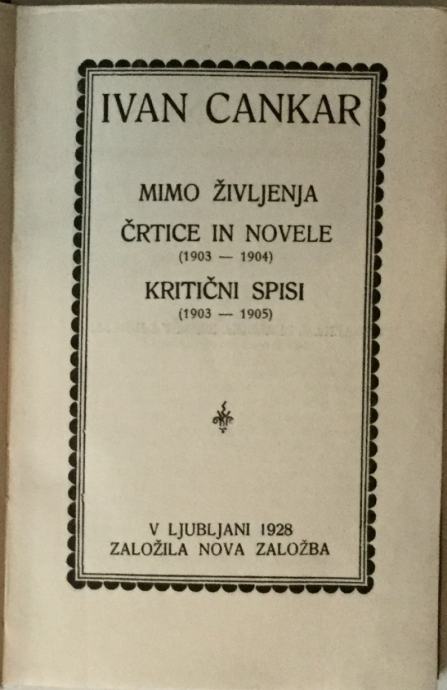 IVAN CANKAR
MIMO ŽIVLJENJA
ČRTICE IN NOVELE
(1903 — 1904)
KRITIČNI SPISI
(1903 — 1905)
V LJUBLJANI 1928
ZALOŽILA NOVA ZALOŽBA